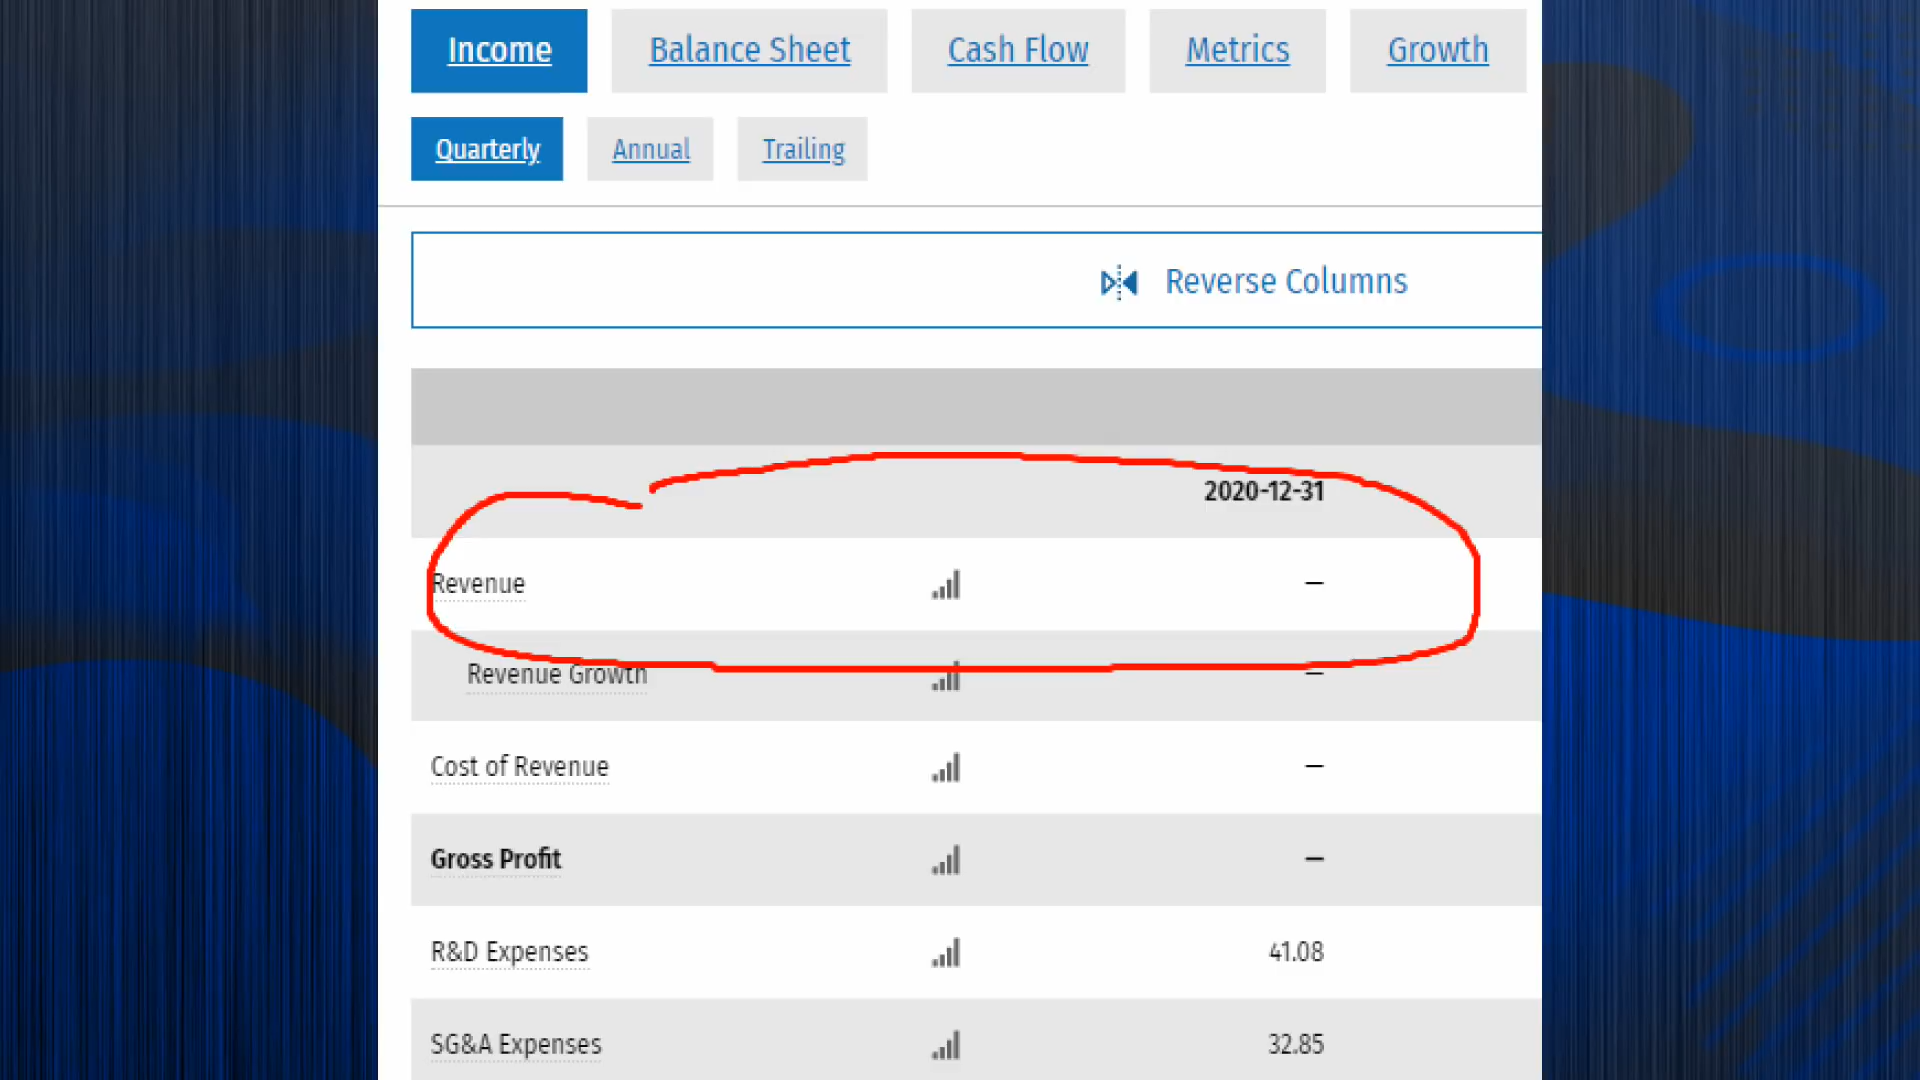 Income Balance Sheet Cash Flow Metrics Growth
Quarterly Annual Trailing
Reverse Columns
2020-12-31
Revenue –
Revenue Growth –
Cost of Revenue –
Gross Profit –
R&D Expenses 41.08
SG&A Expenses 32.85